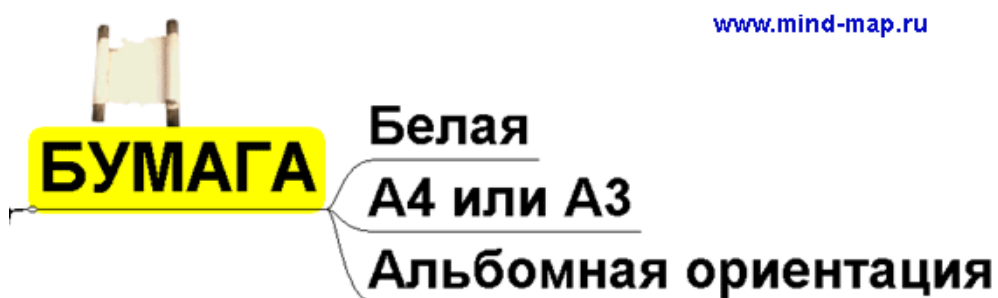 www.mind-map.ru
БУМАГА
Белая
А4 или А3
Альбомная ориентация